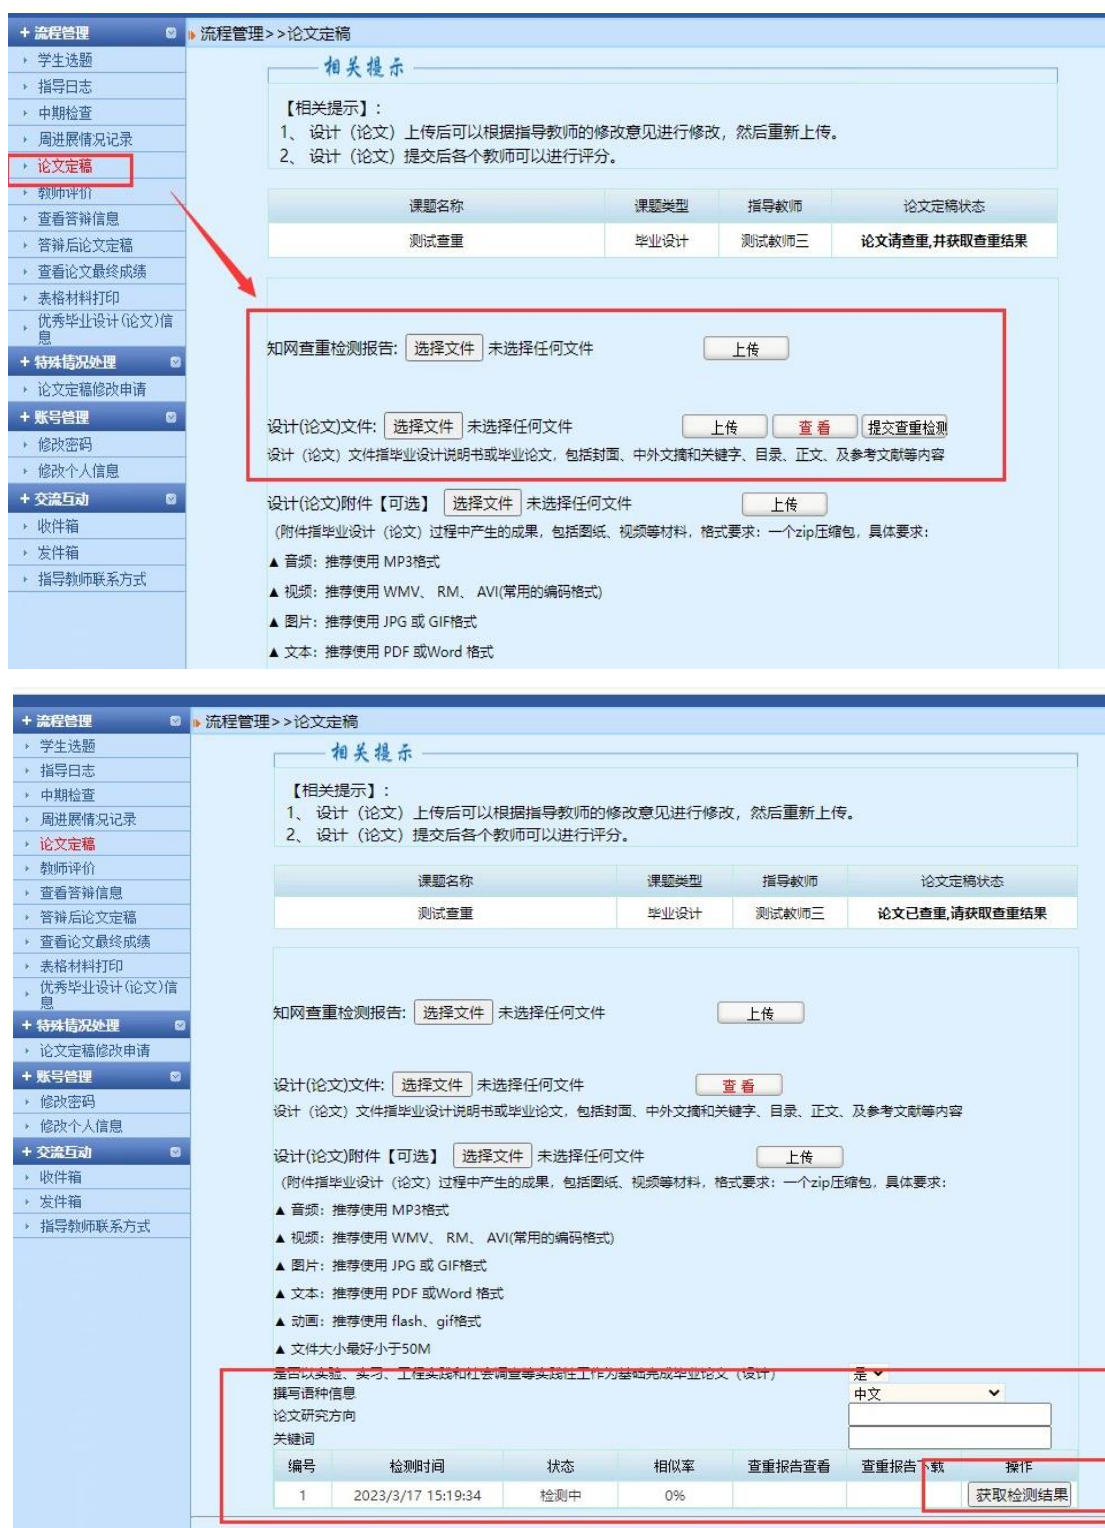 流程管理
流程管理>>论文定稿
学生选题
指导日志
中期检查
周进展情况记录
论文定稿
教师评价
查看答辩信息
答辩后论文定稿
查看论文最终成绩
表格材料打印
优秀毕业设计(论文)信
息
特殊情况处理
论文定稿修改申请
账号管理
修改密码
修改个人信息
交流互动
收件箱
发件箱
指导教师联系方式
相关提示
【相关提示】:
1、 设计（论文）上传后可以根据指导教师的修改意见进行修改，然后重新上传。
2、 设计（论文）提交后各个教师可以进行评分。
课题名称 课题类型 指导教师 论文定稿状态
测试查重 毕业设计 测试教师三 论文请查重,并获取查重结果
知网查重检测报告: 选择文件 未选择任何文件 上传
设计(论文)文件: 选择文件 未选择任何文件 上传 查看 提交查重检测
设计（论文）文件指毕业设计说明书或毕业论文，包括封面、中外文摘和关键字、目录、正文、及参考文献等内容
设计(论文)附件【可选】 选择文件 未选择任何文件 上传
(附件指毕业设计（论文）过程中产生的成果，包括图纸、视频等材料，格式要求：一个zip压缩包，具体要求：
▲ 音频：推荐使用 MP3格式
▲ 视频：推荐使用 WMV、 RM、 AVI(常用的编码格式)
▲ 图片：推荐使用 JPG 或 GIF格式
▲ 文本：推荐使用 PDF 或Word 格式
流程管理
流程管理>>论文定稿
学生选题
指导日志
中期检查
周进展情况记录
论文定稿
教师评价
查看答辩信息
答辩后论文定稿
查看论文最终成绩
表格材料打印
优秀毕业设计(论文)信
息
特殊情况处理
论文定稿修改申请
账号管理
修改密码
修改个人信息
交流互动
收件箱
发件箱
指导教师联系方式
相关提示
【相关提示】:
1、 设计（论文）上传后可以根据指导教师的修改意见进行修改，然后重新上传。
2、 设计（论文）提交后各个教师可以进行评分。
课题名称 课题类型 指导教师 论文定稿状态
测试查重 毕业设计 测试教师三 论文已查重,请获取查重结果
知网查重检测报告: 选择文件 未选择任何文件 上传
设计(论文)文件: 选择文件 未选择任何文件 查看
设计（论文）文件指毕业设计说明书或毕业论文，包括封面、中外文摘和关键字、目录、正文、及参考文献等内容
设计(论文)附件【可选】 选择文件 未选择任何文件 上传
(附件指毕业设计（论文）过程中产生的成果，包括图纸、视频等材料，格式要求：一个zip压缩包，具体要求：
▲ 音频：推荐使用 MP3格式
▲ 视频：推荐使用 WMV、 RM、 AVI(常用的编码格式)
▲ 图片：推荐使用 JPG 或 GIF格式
▲ 文本：推荐使用 PDF 或Word 格式
▲ 动画：推荐使用 flash、gif格式
▲ 文件大小最好小于50M
是否以实验、实习、工程实践和社会调查等实践性工作为基础完成毕业论文（设计） 是
撰写语种信息 中文
论文研究方向
关键词
编号 检测时间 状态 相似率 查重报告查看 查重报告下载 操作
1 2023/3/17 15:19:34 检测中 0% 获取检测结果